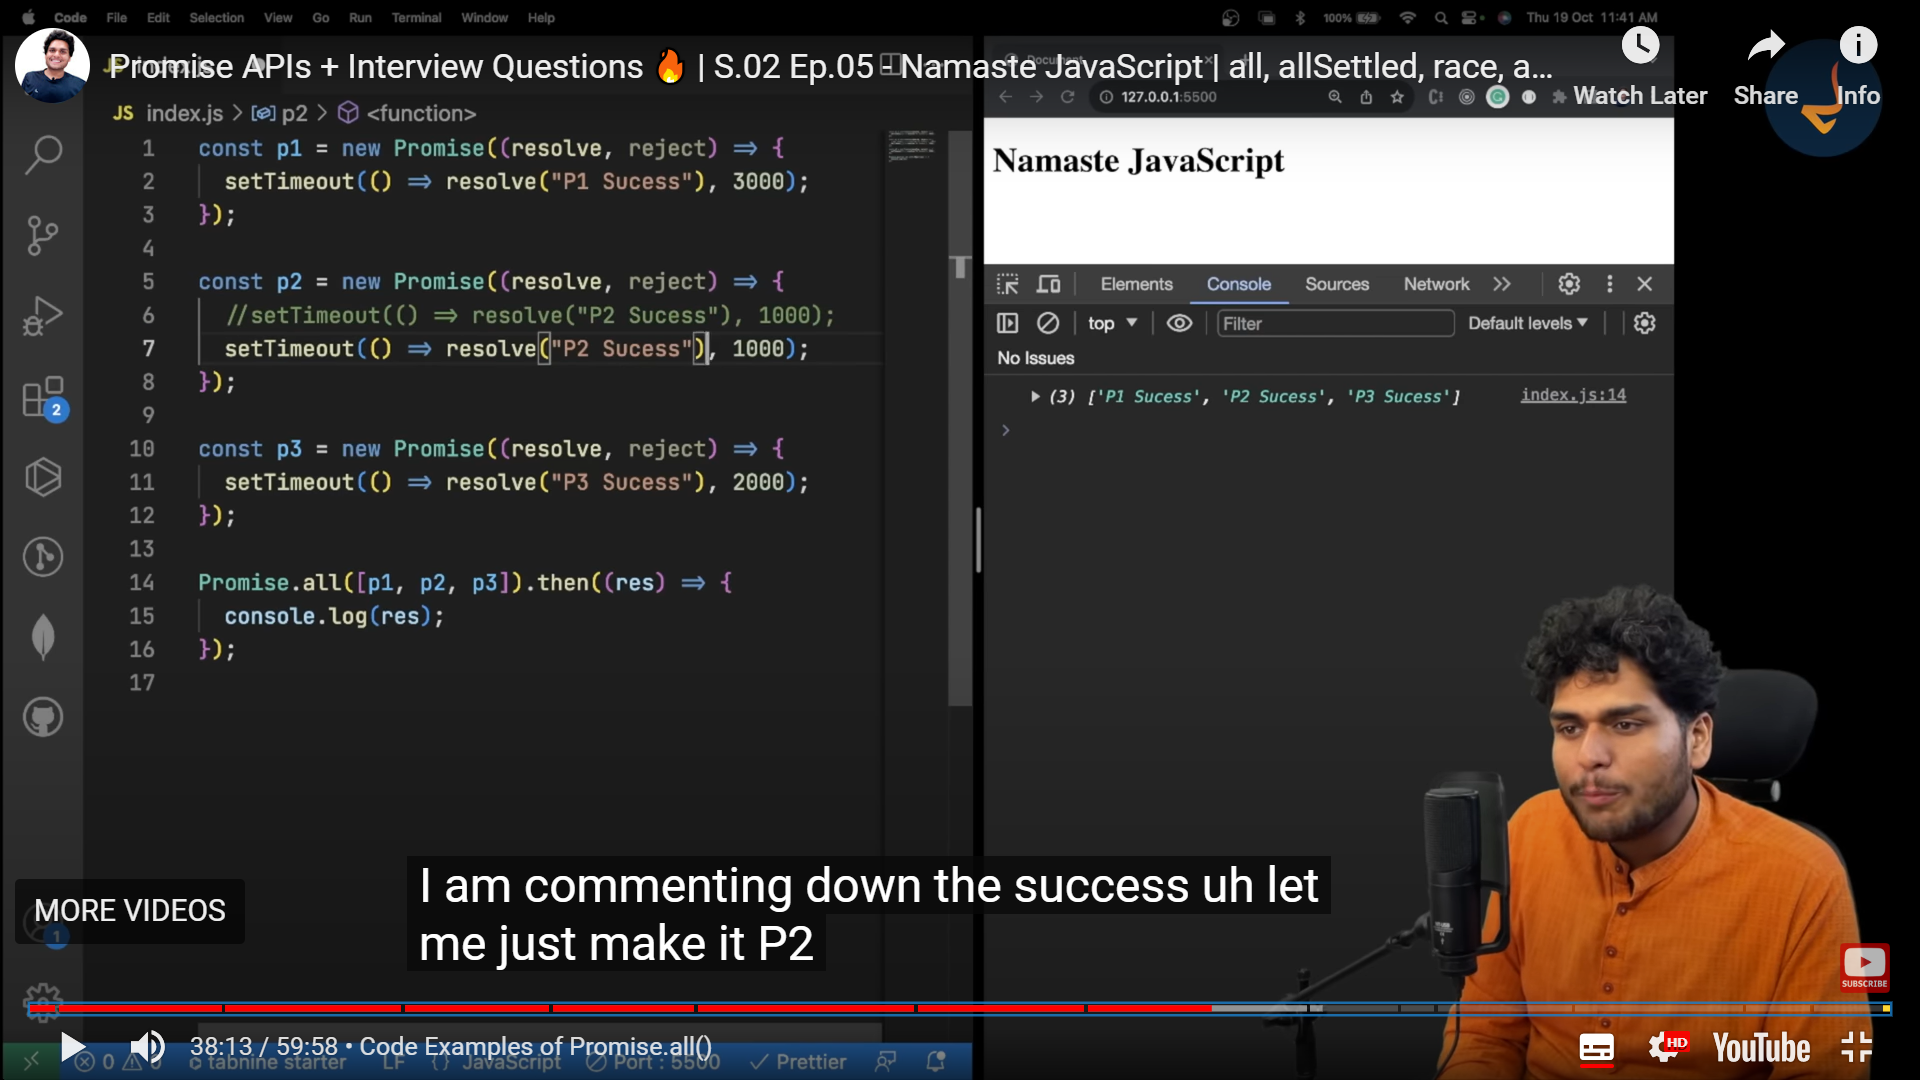 Code File Edit Selection View Go Run Terminal Window Help
100% Thu 19 Oct 11:41 AM
Promise APIs + Interview Questions 🔥 | S.02 Ep.05 - Namaste JavaScript | all, allSettled, race, a...
Watch Later Share Info
127.0.0.1:5500
JS index.js > p2 > <function>
1 const p1 = new Promise((resolve, reject) => {
2 setTimeout(() => resolve("P1 Sucess"), 3000);
3 });
4
5 const p2 = new Promise((resolve, reject) => {
6 //setTimeout(() => resolve("P2 Sucess"), 1000);
7 setTimeout(() => resolve("P2 Sucess"), 1000);
8 });
9
10 const p3 = new Promise((resolve, reject) => {
11 setTimeout(() => resolve("P3 Sucess"), 2000);
12 });
13
14 Promise.all([p1, p2, p3]).then((res) => {
15 console.log(res);
16 });
17
2
Namaste JavaScript
Elements Console Sources Network >>
top Filter Default levels
No Issues
(3) ['P1 Sucess', 'P2 Sucess', 'P3 Sucess'] index.js:14
>
I am commenting down the success uh let
me just make it P2
MORE VIDEOS
1
SUBSCRIBE
38:13 / 59:58 • Code Examples of Promise.all()
HD YouTube
0 tabnine starter LF {} JavaScript Port : 5500 Prettier